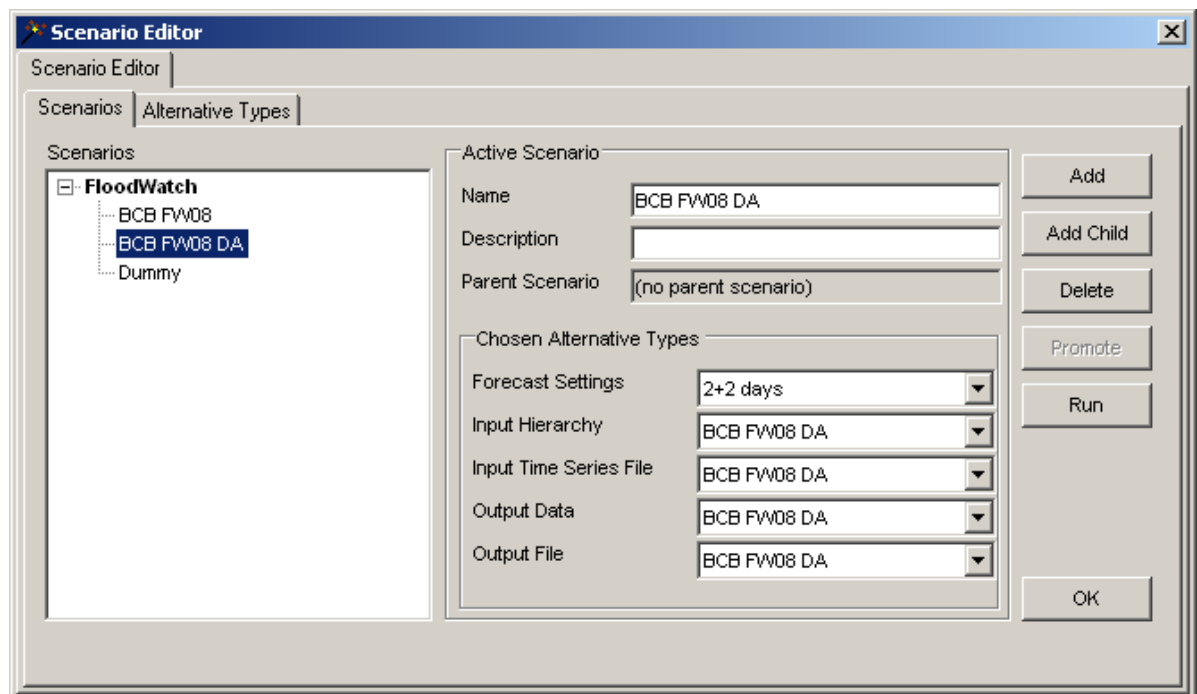 Scenario Editor
Scenario Editor
Scenarios
Alternative Types
Scenarios
FloodWatch
BCB FW08
BCB FW08 DA
Dummy
Active Scenario
Name
BCB FW08 DA
Description
Parent Scenario
(no parent scenario)
Chosen Alternative Types
Forecast Settings
2+2 days
Input Hierarchy
BCB FW08 DA
Input Time Series File
BCB FW08 DA
Output Data
BCB FW08 DA
Output File
BCB FW08 DA
Add
Add Child
Delete
Promote
Run
OK